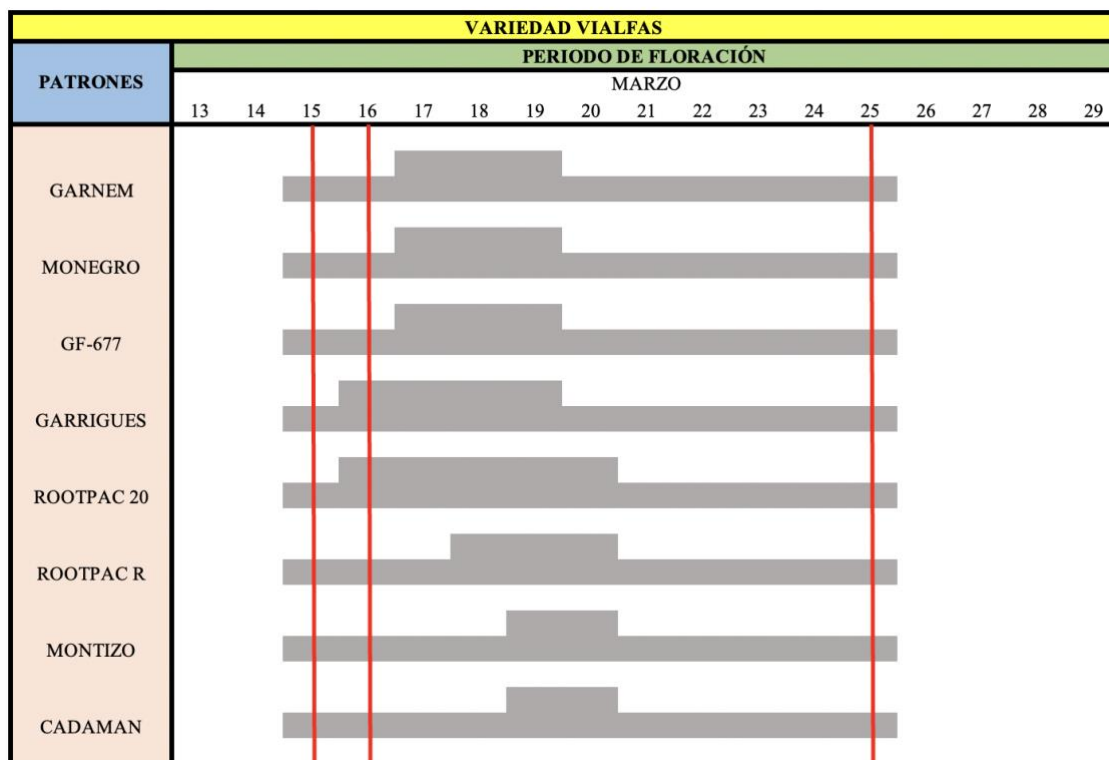 VARIEDAD VIALFAS
PATRONES
PERIODO DE FLORACIÓN
MARZO
13 14 15 16 17 18 19 20 21 22 23 24 25 26 27 28 29
GARNEM
MONEGRO
GF-677
GARRIGUES
ROOTPAC 20
ROOTPAC R
MONTIZO
CADAMAN